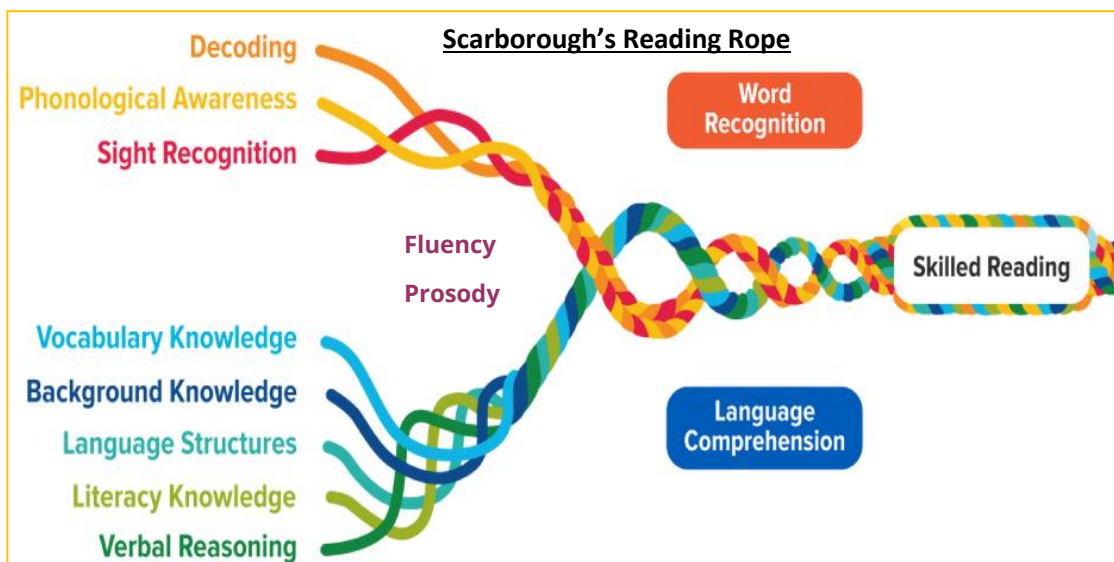 Scarborough's Reading Rope
Decoding
Phonological Awareness
Sight Recognition
Word
Recognition
Fluency
Prosody
Skilled Reading
Vocabulary Knowledge
Background Knowledge
Language Structures
Literacy Knowledge
Verbal Reasoning
Language
Comprehension